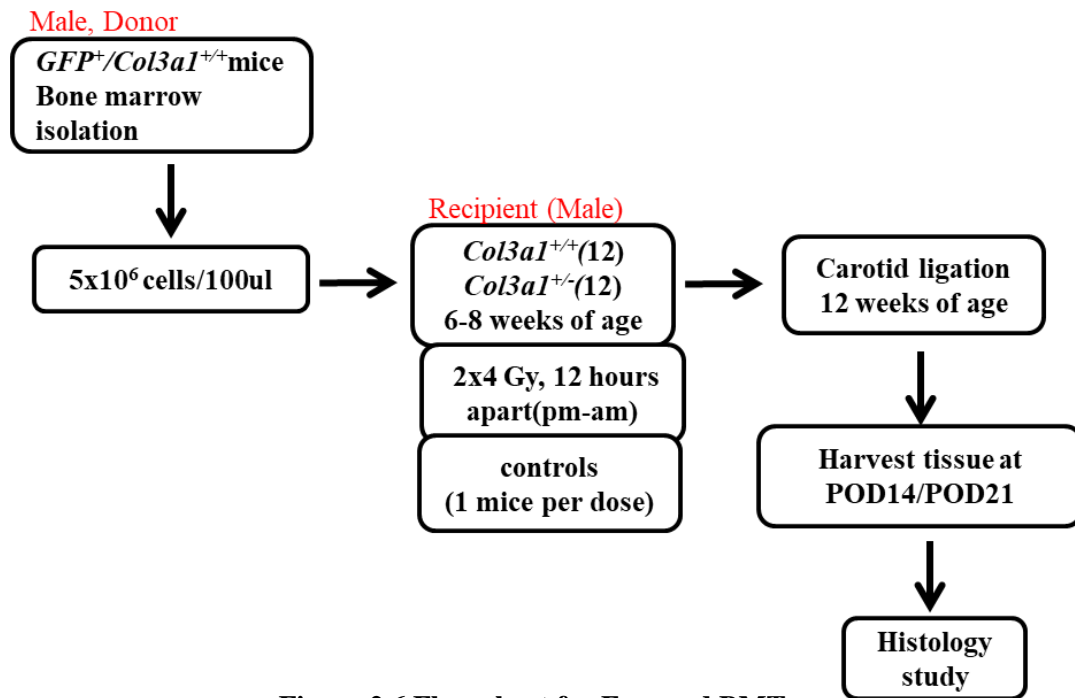 Male, Donor
GFP⁺/Col3a1⁺/⁺mice
Bone marrow
isolation
5x10⁶ cells/100ul
Recipient (Male)
Col3a1⁺/⁺(12)
Col3a1⁺/⁻(12)
6-8 weeks of age
2x4 Gy, 12 hours
apart(pm-am)
controls
(1 mice per dose)
Carotid ligation
12 weeks of age
Harvest tissue at
POD14/POD21
Histology
study